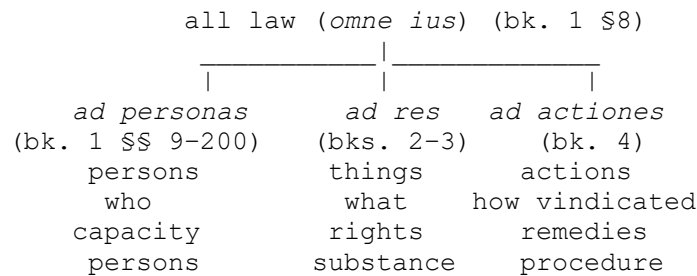 all law (omne ius) (bk. 1 §8)
ad personas ad res ad actiones
(bk. 1 §§ 9-200) (bks. 2-3) (bk. 4)
persons things actions
who what how vindicated
capacity rights remedies
persons substance procedure